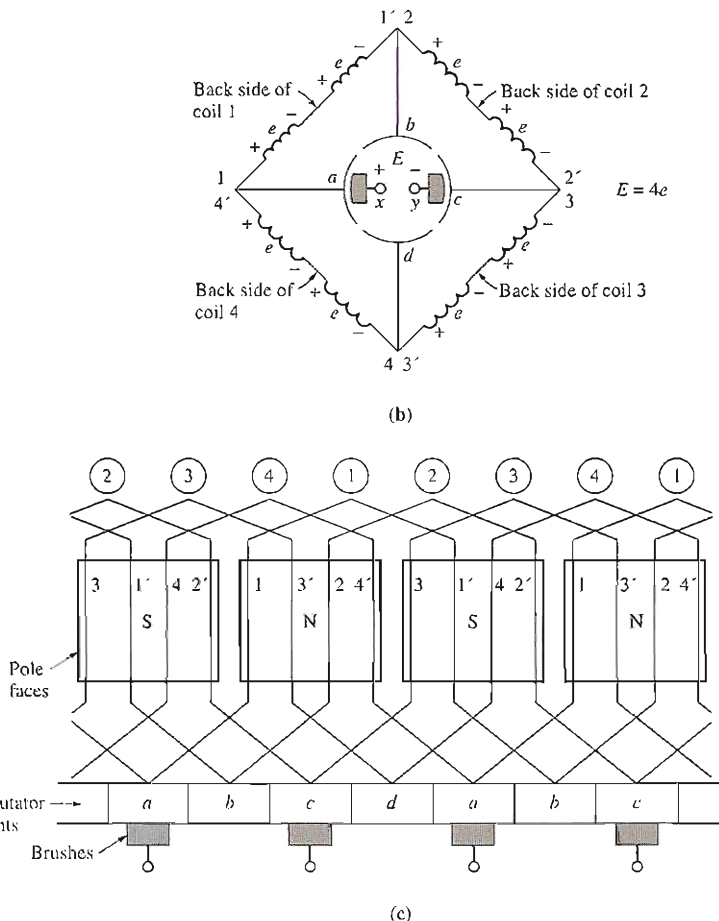 1′ 2
+ e − + e −
Back side of coil 1
Back side of coil 2
+ e − + e −
b
E
1
4′
a
+ −
x y
c
2′
3
E = 4e
+ e − + e −
d
Back side of coil 4
Back side of coil 3
+ e − + e −
4 3′
(b)
2 3 4 1 2 3 4 1
3 1′ 4 2′ 1 3′ 2 4′ 3 1′ 4 2′ 1 3′ 2 4′
S N S N
Pole
faces
a b c d a b c
Brushes
(c)